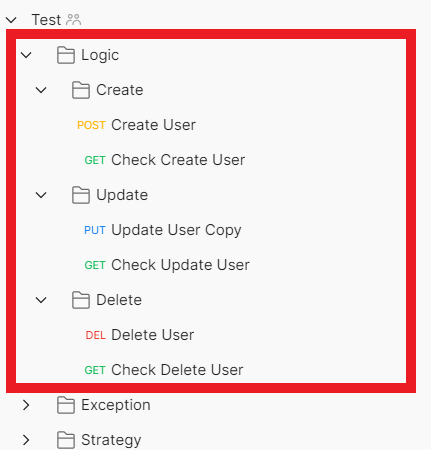 Test
Logic
Create
POST Create User
GET Check Create User
Update
PUT Update User Copy
GET Check Update User
Delete
DEL Delete User
GET Check Delete User
Exception
Strategy